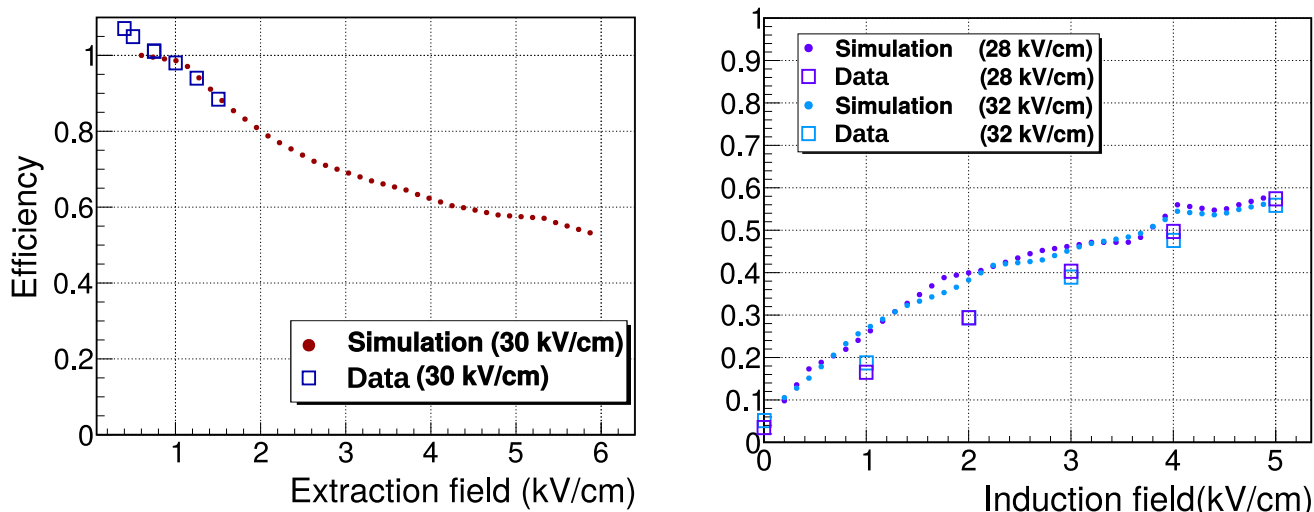 1
0.8
0.6
0.4
0.2
0
Efficiency
Simulation (30 kV/cm)
Data (30 kV/cm)
1 2 3 4 5 6
Extraction field (kV/cm)
1
0.9
0.8
0.7
0.6
0.5
0.4
0.3
0.2
0.1
0
Simulation (28 kV/cm)
Data (28 kV/cm)
Simulation (32 kV/cm)
Data (32 kV/cm)
0 1 2 3 4 5
Induction field(kV/cm)